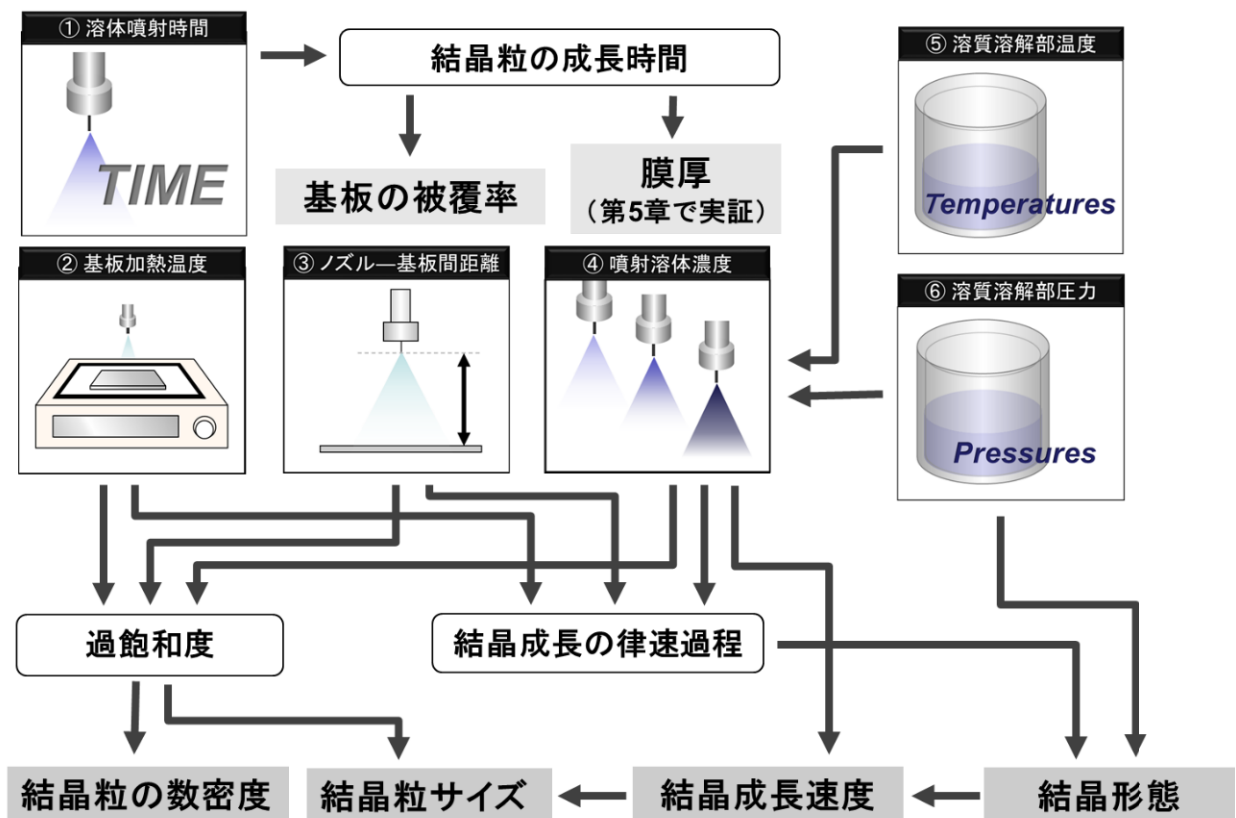 ① 溶体噴射時間
TIME
結晶粒の成長時間
⑤ 溶質溶解部温度
Temperatures
基板の被覆率
膜厚
(第5章で実証)
② 基板加熱温度
③ ノズル―基板間距離
④ 噴射溶体濃度
⑥ 溶質溶解部圧力
Pressures
過飽和度
結晶成長の律速過程
結晶粒の数密度
結晶粒サイズ
結晶成長速度
結晶形態